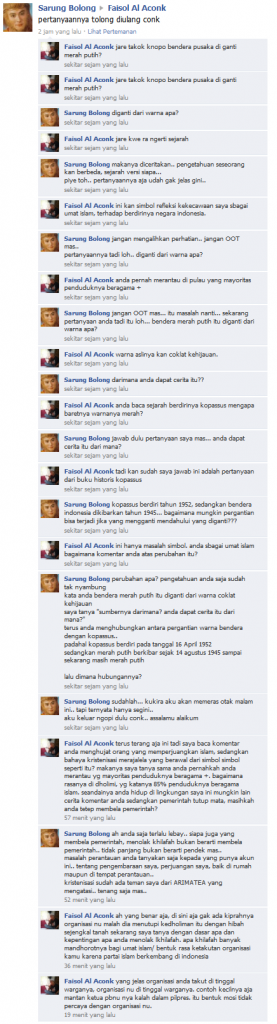 Sarung Bolong ▸ Faisol Al Aconk
pertanyaannya tolong diulang conk
2 jam yang lalu · Lihat Pertemanan
Faisol Al Aconk jare takok knopo bendera pusaka di ganti
merah putih?
sekitar sejam yang lalu
Faisol Al Aconk jare takok knopo bendera pusaka di ganti
merah putih?
sekitar sejam yang lalu
Sarung Bolong diganti dari warna apa?
sekitar sejam yang lalu
Faisol Al Aconk jare kwe ra ngerti sejarah
sekitar sejam yang lalu
Sarung Bolong makanya diceritakan.. pengetahuan seseorang
kan berbeda, sejarah versi siapa...
piye toh.. pertanyaannya aja udah gak jelas gini..
sekitar sejam yang lalu
Faisol Al Aconk ini kan simbol refleksi kekecawaan saya sbagai
umat islam, terhadap berdirinya negara indonesia.
sekitar sejam yang lalu
Sarung Bolong jangan mengalihkan perhatian.. jangan OOT
mas..
pertanyaannya tadi loh.. diganti dari warna apa?
sekitar sejam yang lalu
Faisol Al Aconk anda pernah merantau di pulau yang mayoritas
penduduknya beragama +
sekitar sejam yang lalu
Sarung Bolong jangan OOT mas... itu masalah nanti... sekarang
pertanyaan anda tadi itu loh... bendera merah putih itu diganti dari
warna apa?
sekitar sejam yang lalu
Faisol Al Aconk warna aslinya kan coklat kehijauan.
sekitar sejam yang lalu
Sarung Bolong darimana anda dapat cerita itu??
sekitar sejam yang lalu
Faisol Al Aconk anda baca sejarah berdirinya kopassus mengapa
baretnya warnanya merah?
sekitar sejam yang lalu
Sarung Bolong jawab dulu pertanyaan saya mas... anda dapat
cerita itu dari mana?
sekitar sejam yang lalu
Faisol Al Aconk tadi kan sudah saya jawab ini adalah pertanyaan
dari buku historis kopassus
sekitar sejam yang lalu
Sarung Bolong kopassus berdiri tahun 1952, sedangkan bendera
indonesia dikibarkan tahun 1945... bagaimana mungkin pergantian
bisa terjadi jika yang mengganti mendahului yang diganti???
sekitar sejam yang lalu
Faisol Al Aconk ini hanya masalah simbol. anda sbagai umat islam
bagaimana komentar anda atas perubahan itu?
sekitar sejam yang lalu
Sarung Bolong perubahan apa? pengetahuan anda saja sudah
tak nyambung
kata anda bendera merah putih itu diganti dari warna coklat
kehijauan
saya tanya "sumbernya darimana? anda dapat cerita itu dari
mana?"
terus anda menghubungkan antara pergantian warna bendera
dengan kopassus..
padahal kopassus berdiri pada tanggal 16 April 1952
sedangkan merah putih berkibar sejak 14 agustus 1945 sampai
sekarang masih merah putih

lalu dimana hubungannya?
sekitar sejam yang lalu
Sarung Bolong sudahlah... kukira aku akan memeras otak malam
ini.. tapi ternyata hanya segini..
aku keluar ngopi dulu conk.. assalamu alaikum
sekitar sejam yang lalu
Faisol Al Aconk terus terang aja ini tadi saya baca komentar
anda menghujat orang yang memperjuangkan islam, sedangkan
bahaya kristenisasi merajalela yang berawal dari simbol simbol
seperti itu? makanya saya tanya sama anda pernahkah anda
merantau yg mayoritas penduduknya beragama +. bagaimana
rasanya di dholimi, yg katanya 85% penduduknya beragama
islam. seandainya anda hidup di lingkungan saya ini mungkin lain
cerita komentar anda sedangkan pemerintah tutup mata, masihkah
anda tetep membela pemerintah?
57 menit yang lalu
Sarung Bolong ah anda saja terlalu lebay.. siapa juga yang
membela pemerintah, menolak khilafah bukan berarti membela
pemerintah.. tidak panjang bukan berarti pendek mas..
masalah perantauan anda tanyakan saja kepada yang punya akun
ini.. tentang pengembaraan saya, perjuangan saya, baik di rumah
maupun di tempat perantauan..
kristenisasi sudah ada teman saya dari ARIMATEA yang
mengatasi.. tenang saja mas..
52 menit yang lalu
Faisol Al Aconk ah yang benar aja, di sini aja gak ada kiprahnya
organisasi nu malah dia menutupi kedholiman itu dengan hibah
sejengkal tanah sekarang saya tanya dengan dasar apa dan
kepentingan apa anda menolak lkhilafah. apa khilafah banyak
mandhorotnya bagi umat islam/ bentuk rasa ketakutan organisasi
kamu karena partai islam berkembang di indonesia
36 menit yang lalu
Faisol Al Aconk yang jelas organisasi anda takut di tinggal
warganya, organisasi nu di tinggal warganya. contoh keclinya aja
mantan ketua pbnu nya kalah dalam pilpres. itu bentuk mosi tidak
percaya dengan organisasi nu.
19 menit yang lalu